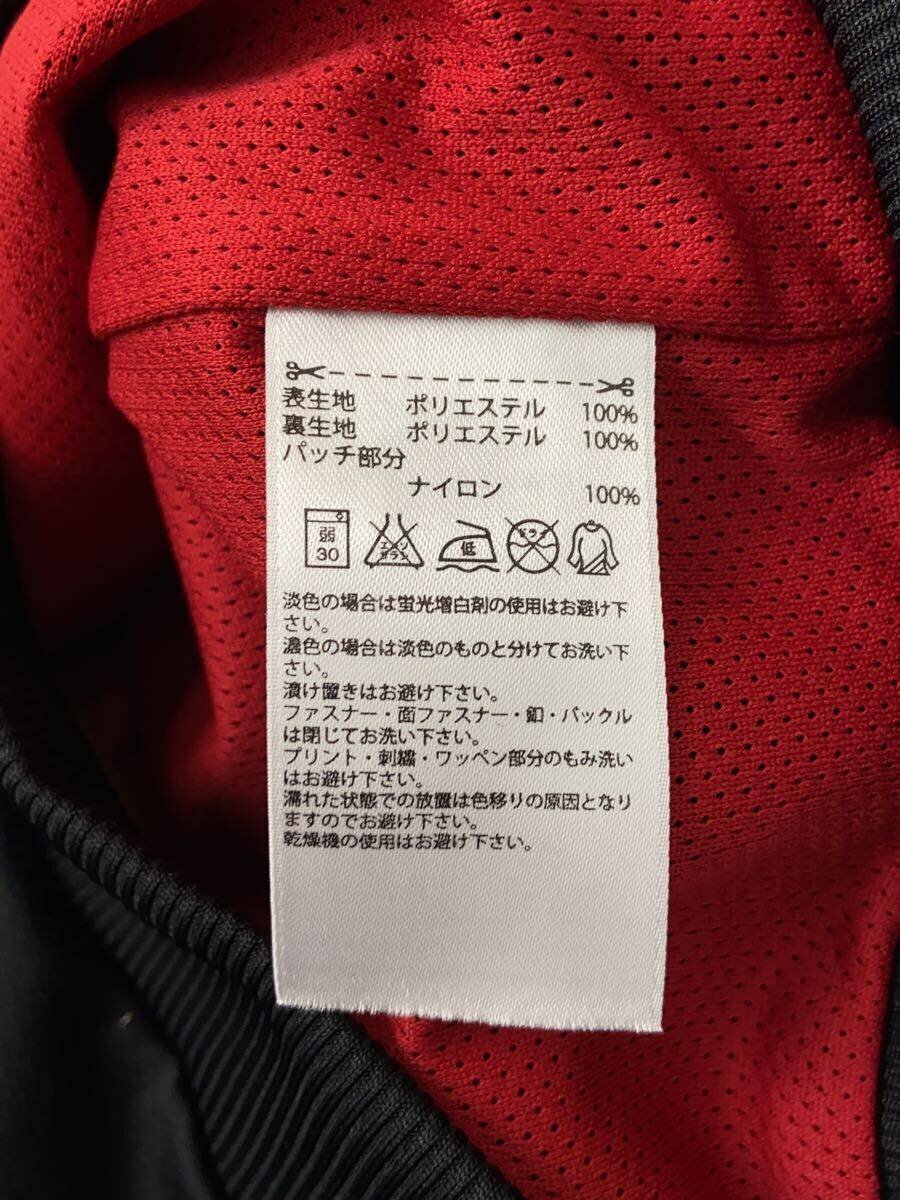 表生地 ポリエステル 100%
裏生地 ポリエステル 100%
パッチ部分
ナイロン 100%
弱 30 エンソ サラシ 低 ドライ
淡色の場合は蛍光増白剤の使用はお避け下
さい。
濃色の場合は淡色のものと分けてお洗い下
さい。
漬け置きはお避け下さい。
ファスナー・面ファスナー・釦・バックル
は閉じてお洗い下さい。
プリント・刺繍・ワッペン部分のもみ洗い
はお避け下さい。
濡れた状態での放置は色移りの原因となり
ますのでお避け下さい。
乾燥機の使用はお避け下さい。